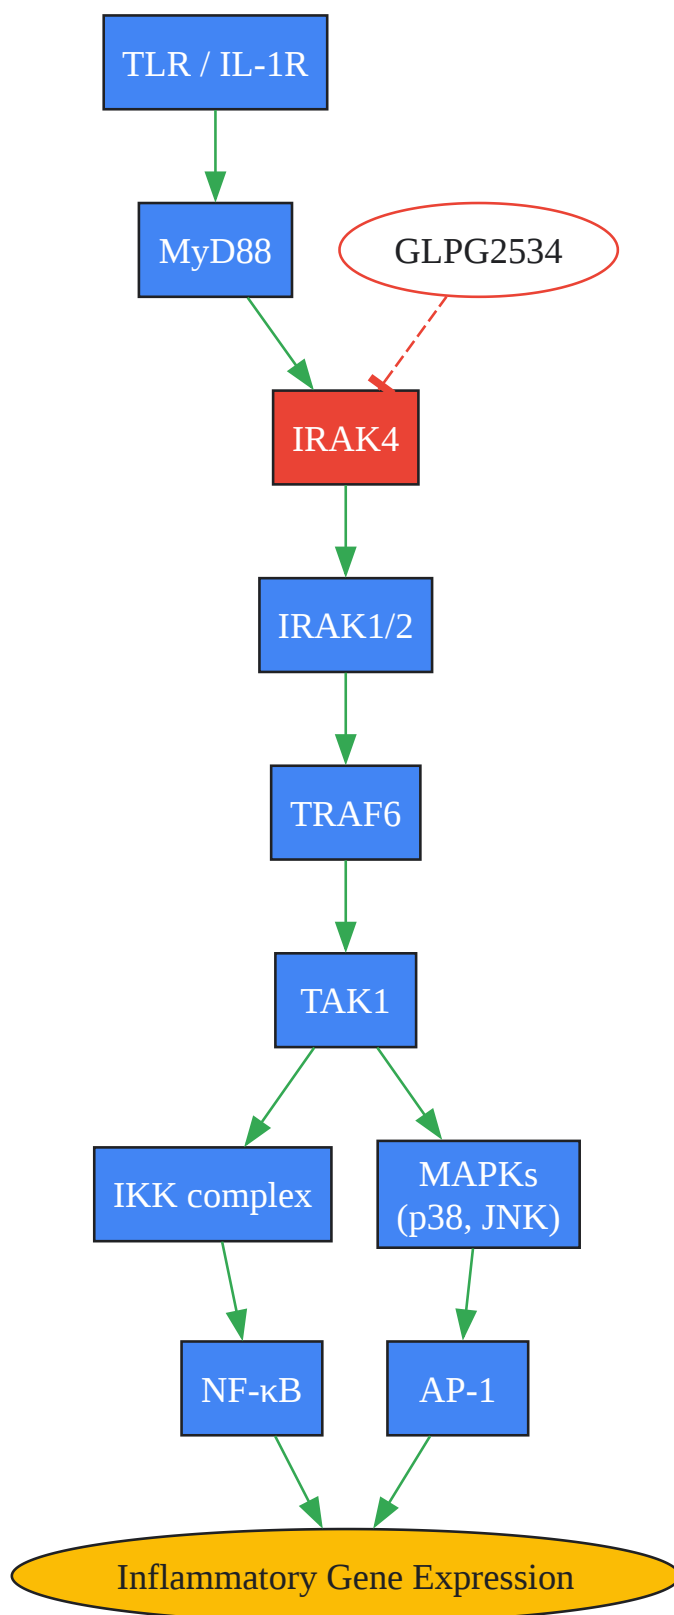 TLR / IL-1R
MyD88
GLPG2534
IRAK4
IRAK1/2
TRAF6
TAK1
IKK complex
MAPKs
(p38, JNK)
NF-κB
AP-1
Inflammatory Gene Expression